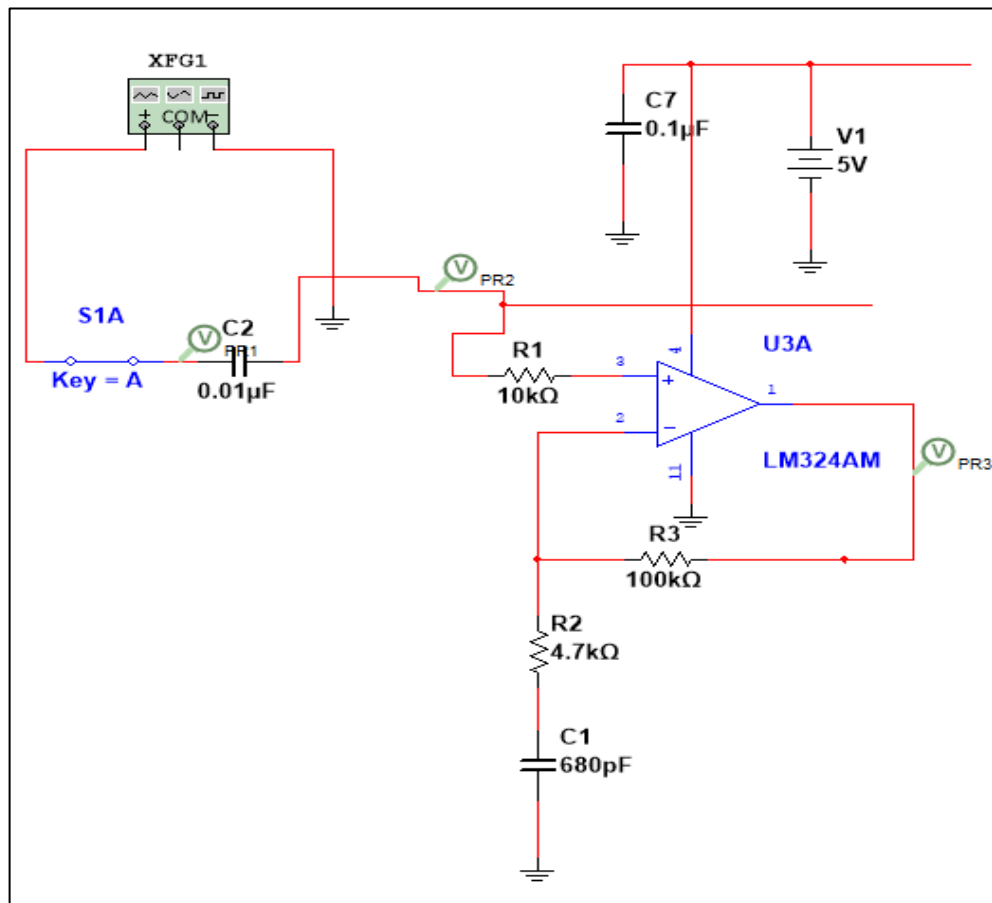 XFG1
+ COM −
C7
0.1µF
V1
5V
V
PR2
S1A
Key = A
V
C2
PR1
0.01µF
R1
10kΩ
3
+
4
U3A
2
−
1
11
LM324AM
V
PR3
R3
100kΩ
R2
4.7kΩ
C1
680pF